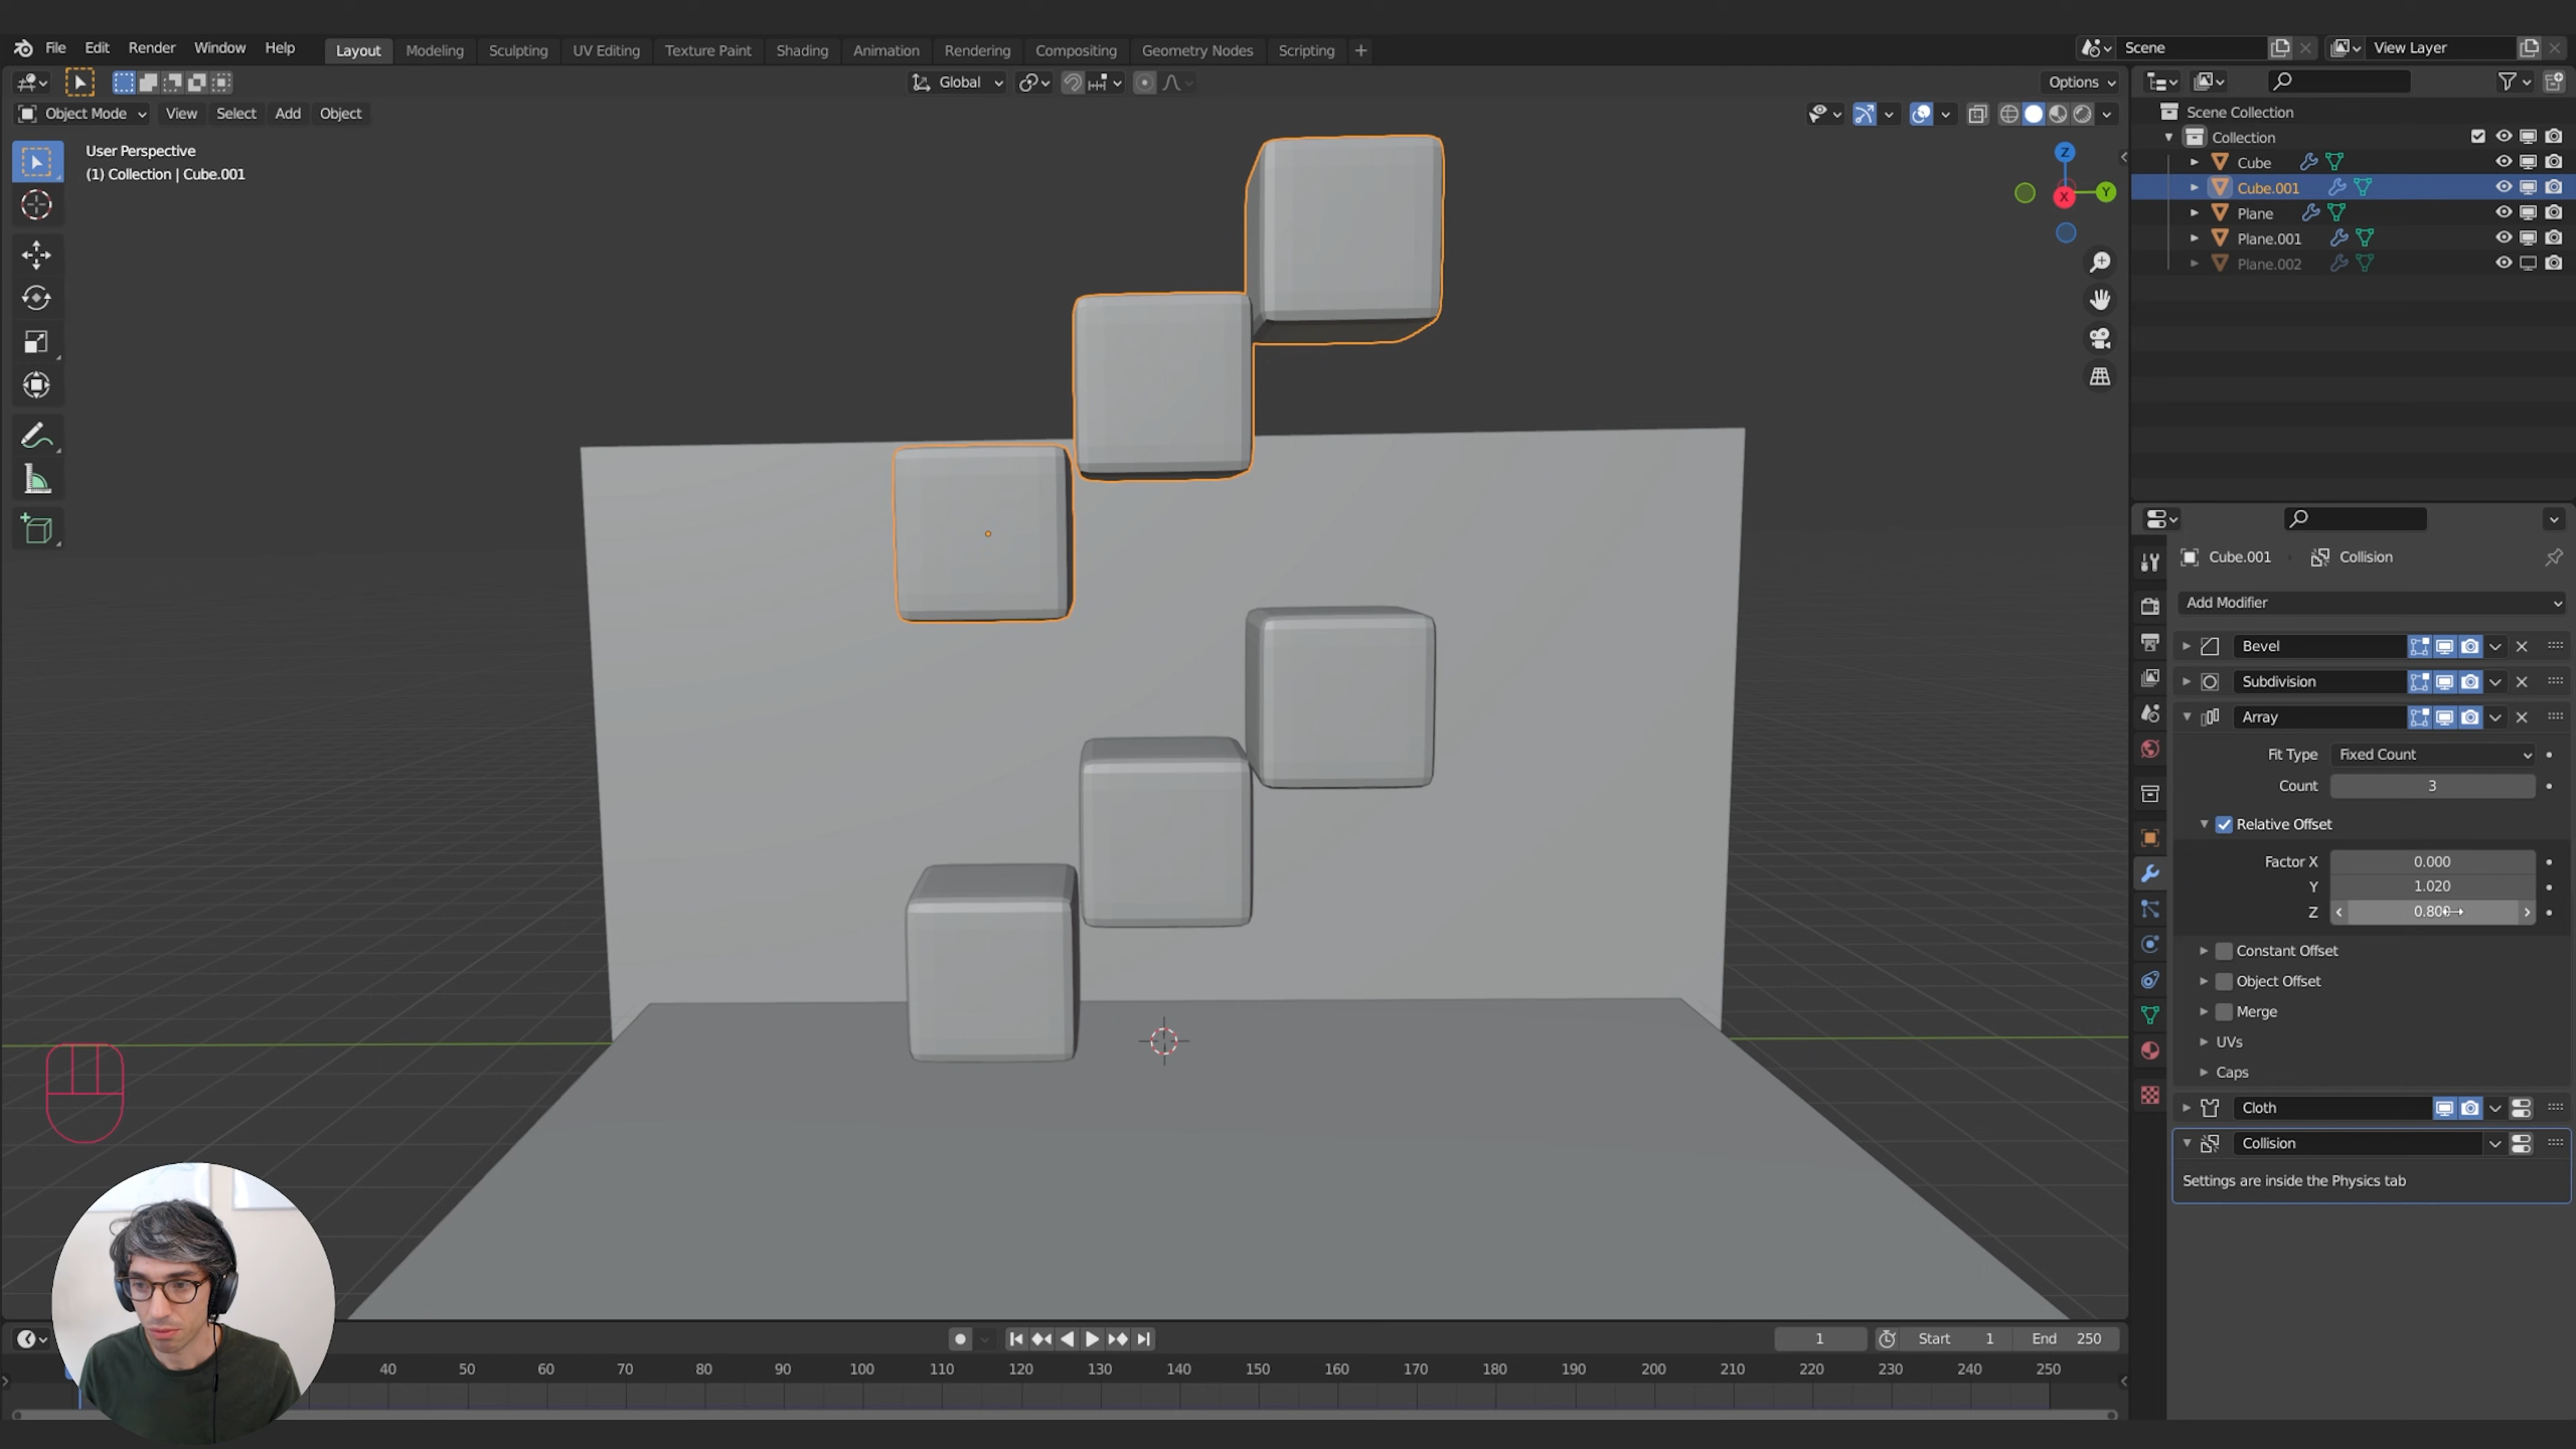 File Edit Render Window Help Layout Modeling Sculpting UV Editing Texture Paint Shading Animation Rendering Compositing Geometry Nodes Scripting + Scene View Layer
Global Options
Object Mode View Select Add Object
User Perspective
(1) Collection | Cube.001
Z
Y
X
Scene Collection
Collection
Cube
Cube.001
Plane
Plane.001
Plane.002
Cube.001 Collision
Add Modifier
Bevel
Subdivision
Array
Fit Type Fixed Count
Count 3
Relative Offset
Factor X 0.000
Y 1.020
Z 0.800
Constant Offset
Object Offset
Merge
UVs
Caps
Cloth
Collision
Settings are inside the Physics tab
1 Start 1 End 250
40 50 60 70 80 90 100 110 120 130 140 150 160 170 180 190 200 210 220 230 240 250